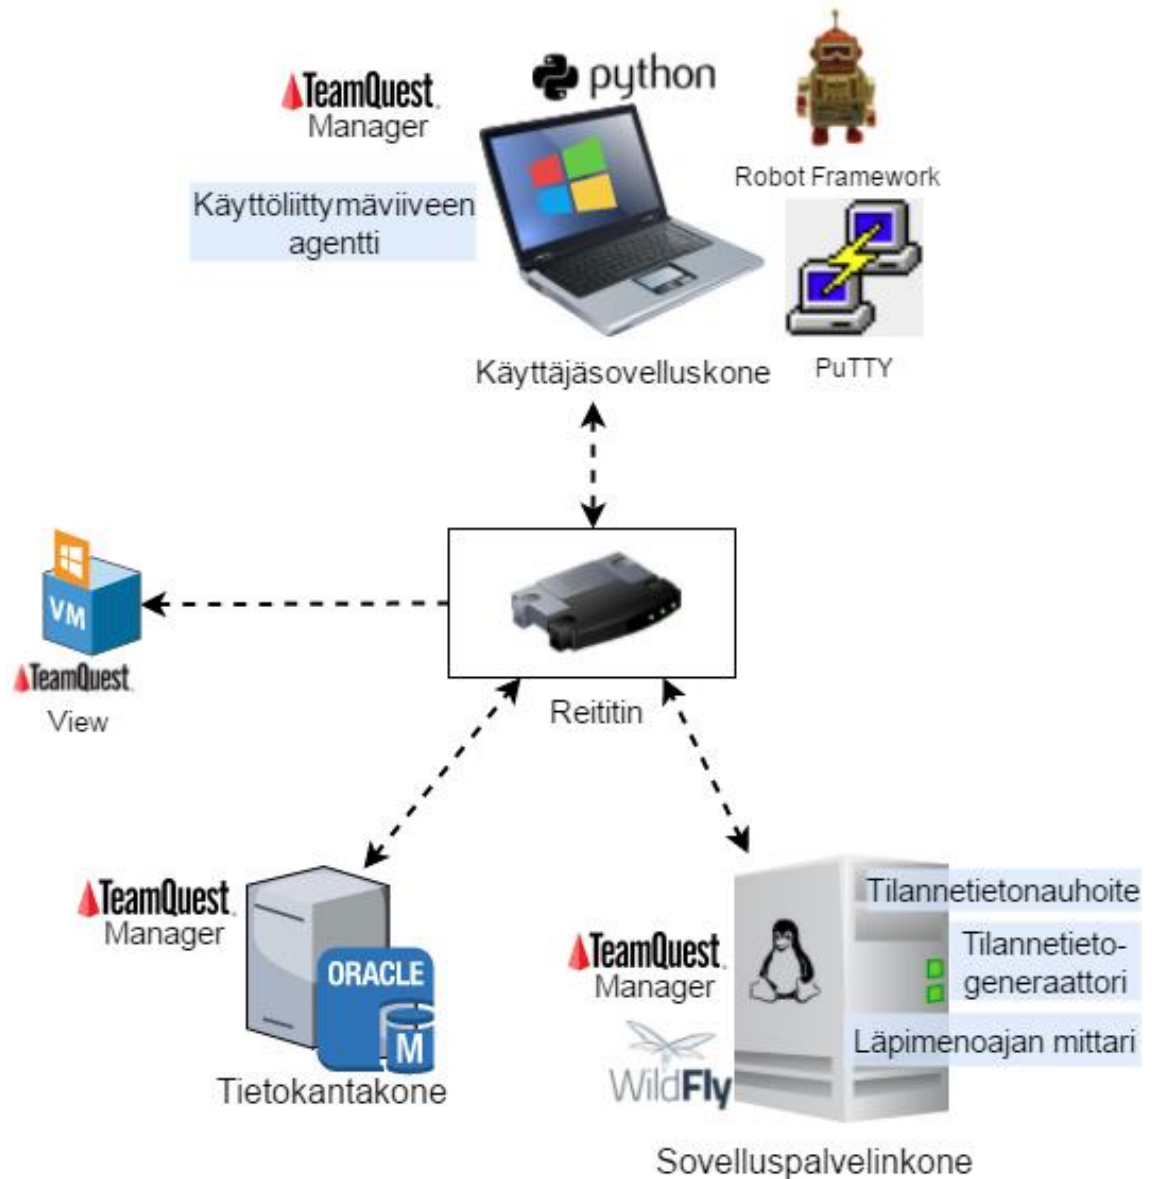 TeamQuest
Manager
python
Robot Framework
Käyttöliittymäviiveen
agentti
Käyttäjäsovelluskone
PuTTY
VM
TeamQuest
View
Reititin
TeamQuest
Manager
ORACLE
M
Tietokantakone
TeamQuest
Manager
WildFly
Tilannetietonauhoite
Tilannetieto-
generaattori
Läpimenoajan mittari
Sovelluspalvelinkone